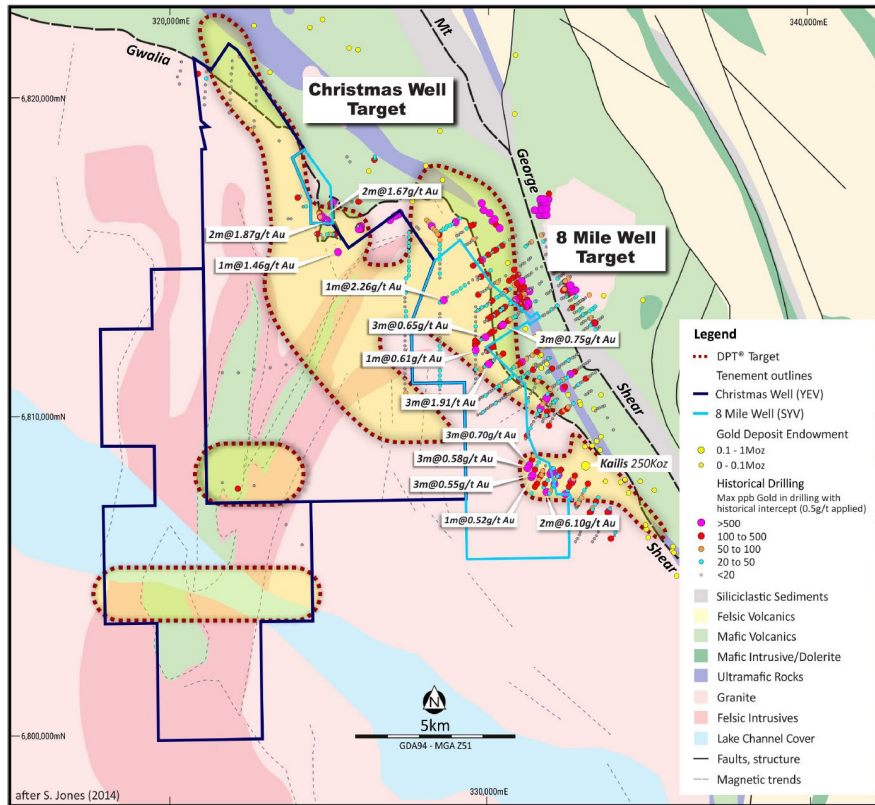 320,000mE
340,000mE
Gwalia
Mt
6,820,000mN
Christmas Well
Target
George
2m@1.67g/t Au
2m@1.87g/t Au
8 Mile Well
Target
1m@1.46g/t Au
1m@2.26g/t Au
3m@0.65g/t Au
3m@0.75g/t Au
1m@0.61g/t Au
3m@1.91/t Au
Shear
6,810,000mN
3m@0.70g/t Au
3m@0.58g/t Au
Kailis 250Koz
3m@0.55g/t Au
1m@0.52g/t Au
2m@6.10g/t Au
Shear
Legend
DPT® Target
Tenement outlines
Christmas Well (YEV)
8 Mile Well (SYV)
Gold Deposit Endowment
0.1 - 1Moz
0 - 0.1Moz
Historical Drilling
Max ppb Gold in drilling with
historical intercept (0.5g/t applied)
>500
100 to 500
50 to 100
20 to 50
<20
Siliciclastic Sediments
Felsic Volcanics
Mafic Volcanics
Mafic Intrusive/Dolerite
Ultramafic Rocks
Granite
Felsic Intrusives
Lake Channel Cover
Faults, structure
Magnetic trends
N
5km
GDA94 - MGA Z51
6,800,000mN
after S. Jones (2014)
330,000mE